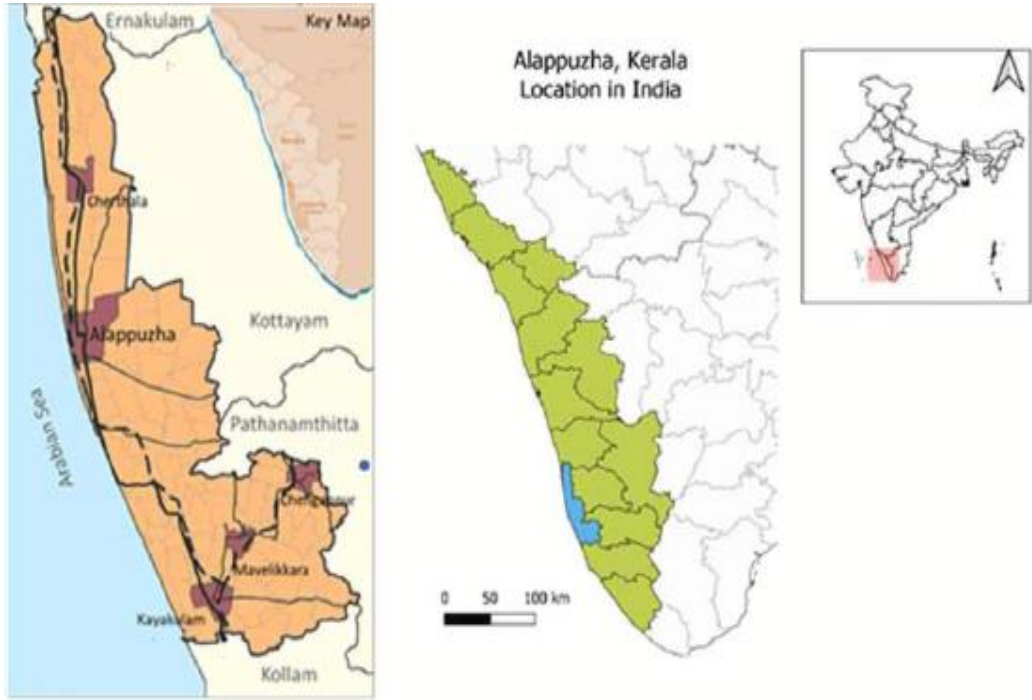 Ernakulam
Key Map
Cherthala
Alappuzha
Kottayam
Arabian Sea
Pathanamthitta
Chengannur
Mavelikkara
Kayakulam
Kollam
Alappuzha, Kerala
Location in India
0 50 100 km